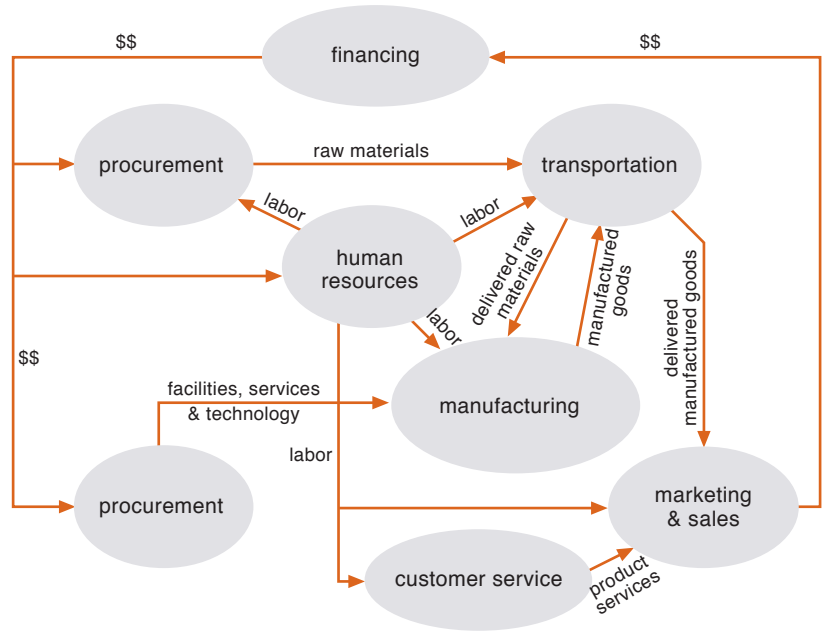 $$
financing
$$
procurement
raw materials
transportation
labor
labor
human
resources
delivered raw
materials
manufactured
goods
delivered
manufactured goods
labor
$$
facilities, services
& technology
manufacturing
labor
procurement
marketing
& sales
customer service
product
services